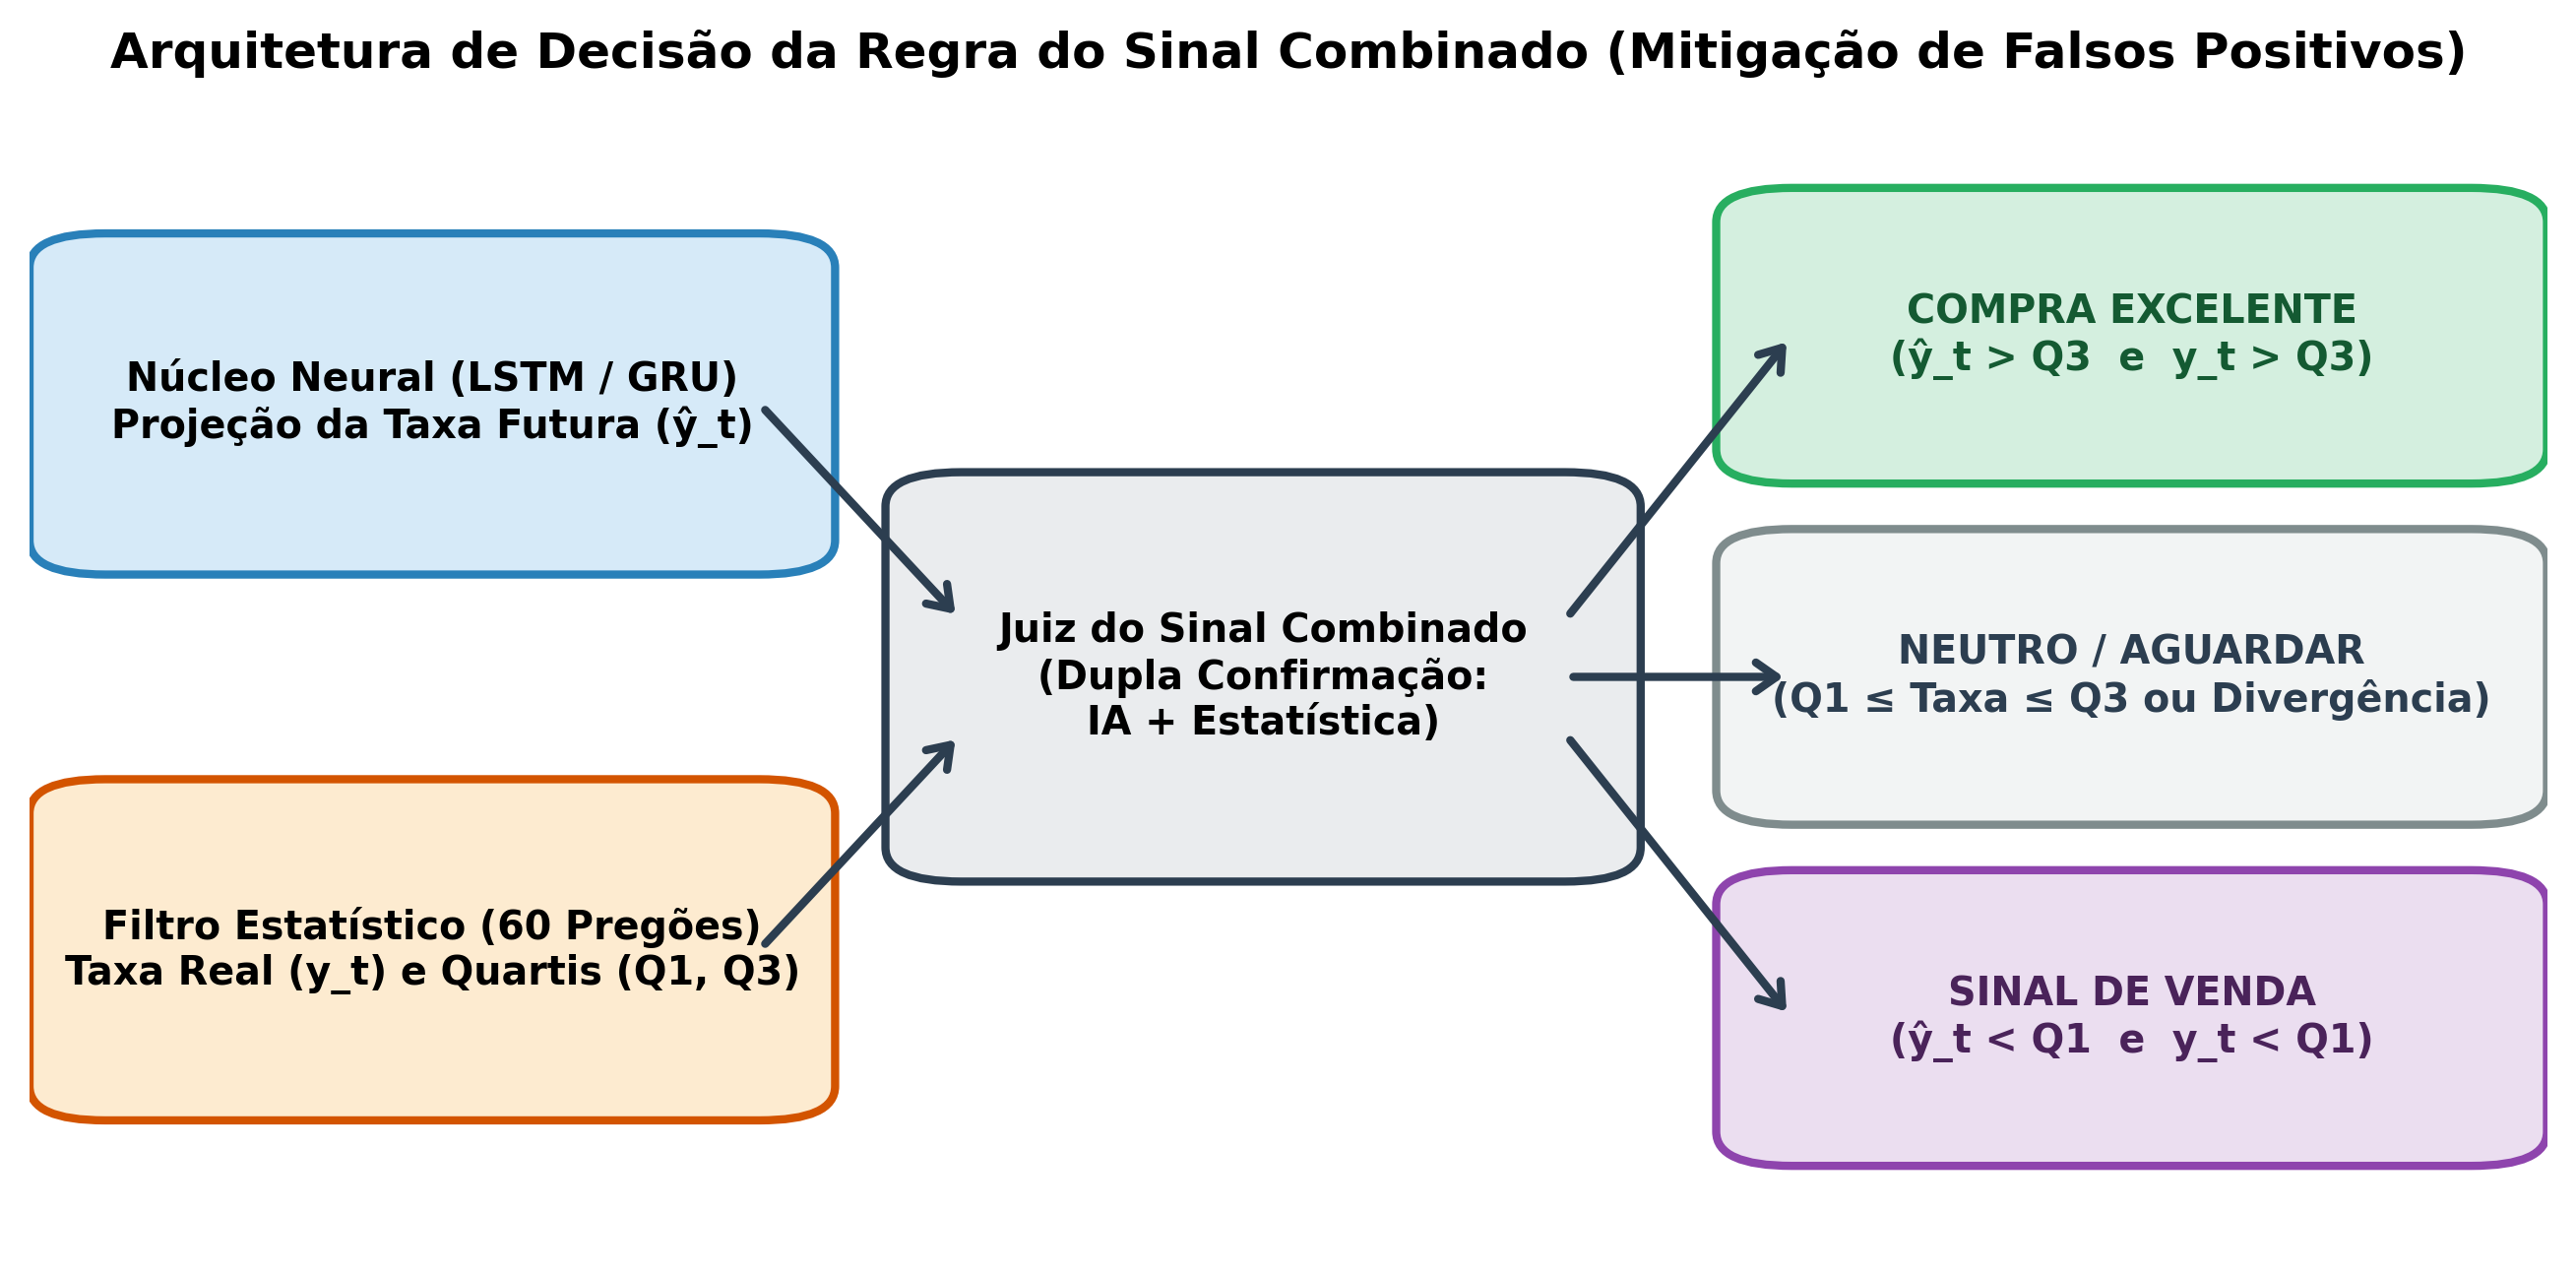 Arquitetura de Decisão da Regra do Sinal Combinado (Mitigação de Falsos Positivos)
Núcleo Neural (LSTM / GRU)
Projeção da Taxa Futura (ŷ_t)
Filtro Estatístico (60 Pregões)
Taxa Real (y_t) e Quartis (Q1, Q3)
Juiz do Sinal Combinado
(Dupla Confirmação:
IA + Estatística)
COMPRA EXCELENTE
(ŷ_t > Q3  e  y_t > Q3)
NEUTRO / AGUARDAR
(Q1 ≤ Taxa ≤ Q3 ou Divergência)
SINAL DE VENDA
(ŷ_t < Q1  e  y_t < Q1)